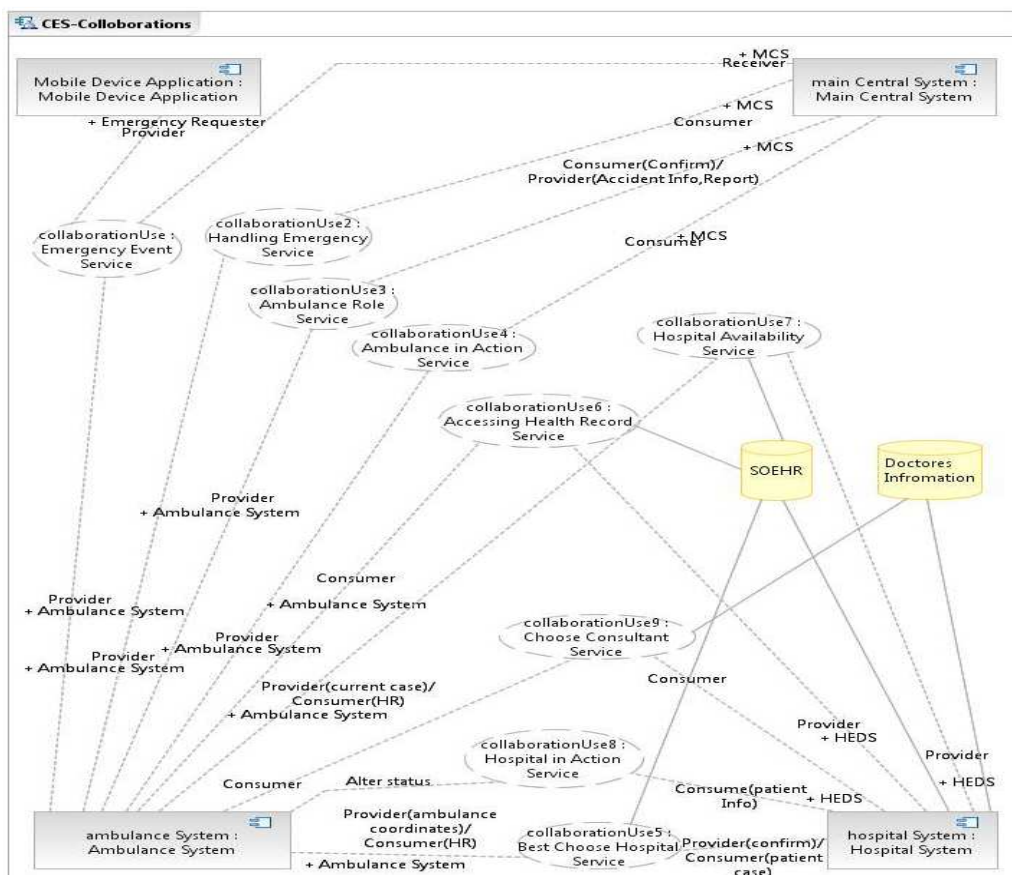 CES-Colloborations
Mobile Device Application :
Mobile Device Application
+ MCS
Receiver
main Central System :
Main Central System
+ Emergency Requester
Provider
+ MCS
Consumer
+ MCS
Consumer(Confirm)/
Provider(Accident Info,Report)
collaborationUse :
Emergency Event
Service
collaborationUse2 :
Handling Emergency
Service
+ MCS
Consumer
collaborationUse3 :
Ambulance Role
Service
collaborationUse4 :
Ambulance in Action
Service
collaborationUse7 :
Hospital Availability
Service
collaborationUse6 :
Accessing Health Record
Service
SOEHR
Doctores
Infromation
Provider
+ Ambulance System
Consumer
+ Ambulance System
Provider
+ Ambulance System
Provider
+ Ambulance System
Provider
+ Ambulance System
collaborationUse9 :
Choose Consultant
Service
Consumer
Provider(current case)/
Consumer(HR)
+ Ambulance System
Provider
+ HEDS
Provider
+ HEDS
collaborationUse8 :
Hospital in Action
Service
Consumer
Alter status
Consume(patient
Info)
+ HEDS
ambulance System :
Ambulance System
Provider(ambulance
coordinates)/
Consumer(HR)
+ Ambulance System
collaborationUse5 :
Best Choose Hospital
Service
Provider(confirm)/
Consumer(patient
case)
hospital System :
Hospital System